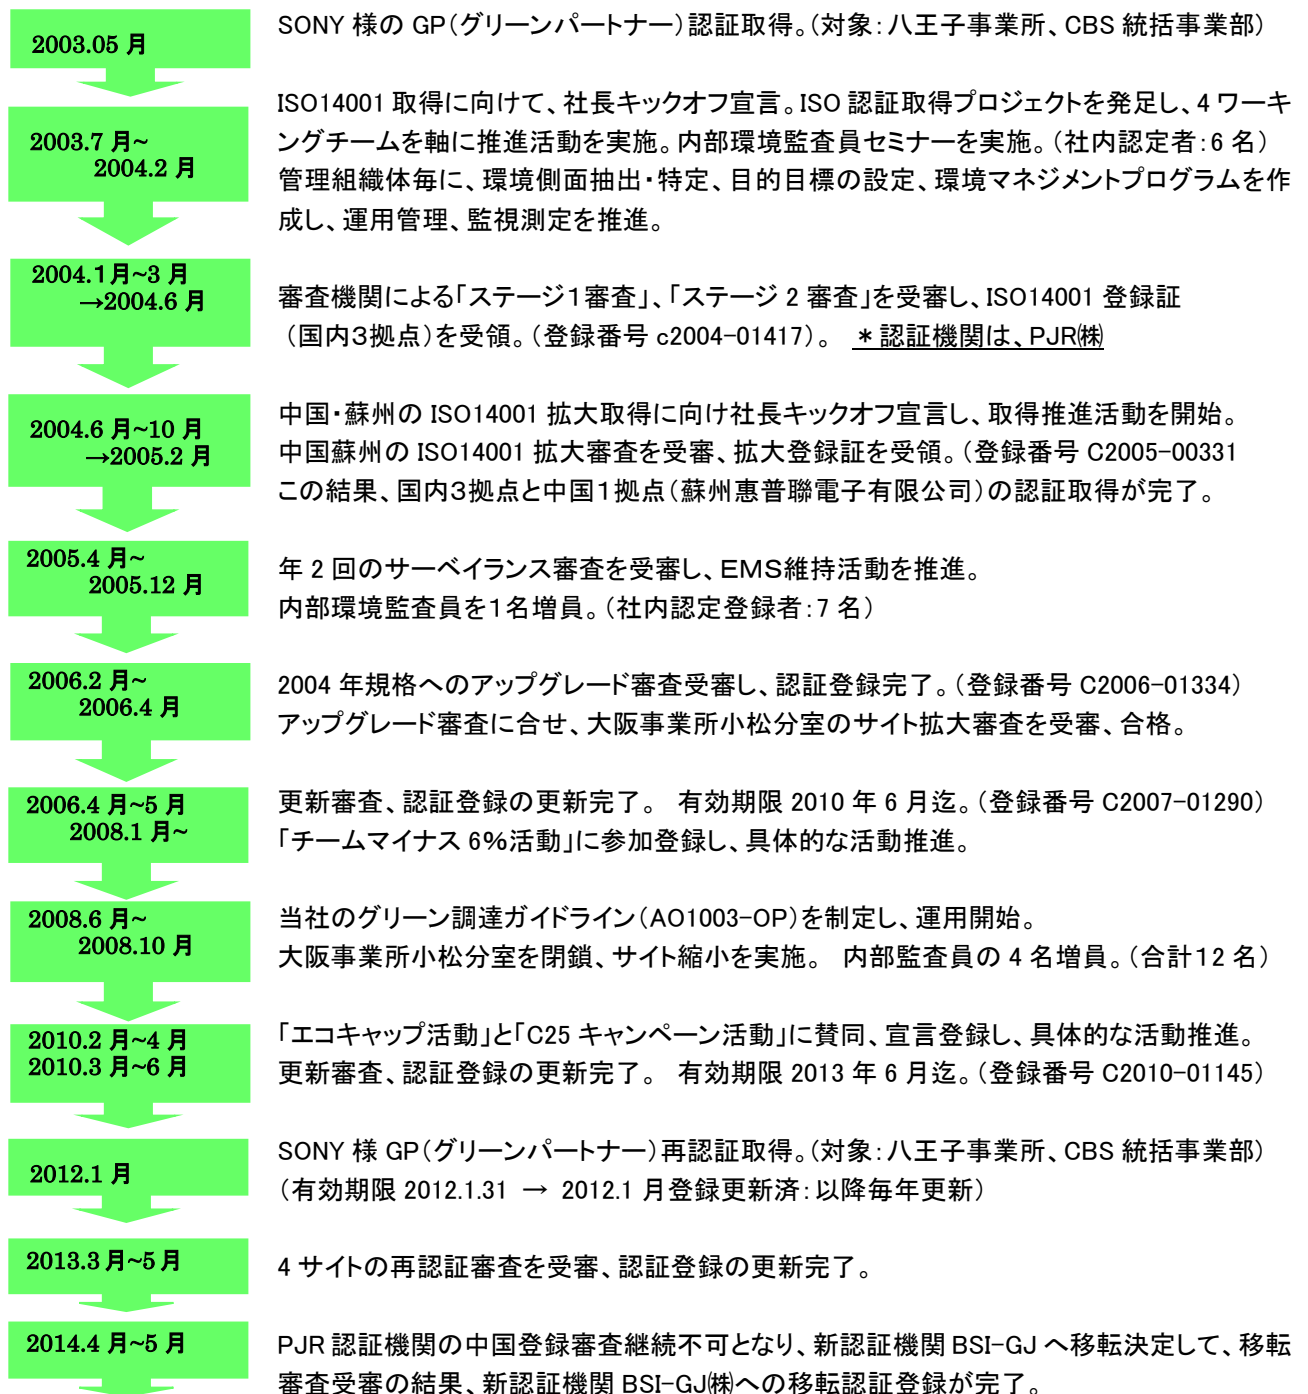 2003.05 月
SONY 様の GP（グリーンパートナー）認証取得。（対象：八王子事業所、CBS 統括事業部）
2003.7 月~
2004.2 月
ISO14001 取得に向けて、社長キックオフ宣言。ISO 認証取得プロジェクトを発足し、4 ワーキ
ングチームを軸に推進活動を実施。内部環境監査員セミナーを実施。（社内認定者：6 名）
管理組織体毎に、環境側面抽出・特定、目的目標の設定、環境マネジメントプログラムを作
成し、運用管理、監視測定を推進。
2004.１月~3 月
→2004.6 月
審査機関による「ステージ１審査」、「ステージ 2 審査」を受審し、ISO14001 登録証
（国内３拠点）を受領。（登録番号 c2004-01417）。 ＊認証機関は、PJR㈱
2004.6 月~10 月
→2005.2 月
中国・蘇州の ISO14001 拡大取得に向け社長キックオフ宣言し、取得推進活動を開始。
中国蘇州の ISO14001 拡大審査を受審、拡大登録証を受領。（登録番号 C2005-00331
この結果、国内３拠点と中国１拠点（蘇州惠普聯電子有限公司）の認証取得が完了。
2005.4 月~
2005.12 月
年 2 回のサーベイランス審査を受審し、ＥＭＳ維持活動を推進。
内部環境監査員を１名増員。（社内認定登録者：7 名）
2006.2 月~
2006.4 月
2004 年規格へのアップグレード審査受審し、認証登録完了。（登録番号 C2006-01334）
アップグレード審査に合せ、大阪事業所小松分室のサイト拡大審査を受審、合格。
2006.4 月~5 月
2008.1 月~
更新審査、認証登録の更新完了。 有効期限 2010 年 6 月迄。（登録番号 C2007-01290）
「チームマイナス 6％活動」に参加登録し、具体的な活動推進。
2008.6 月~
2008.10 月
当社のグリーン調達ガイドライン（AO1003-OP）を制定し、運用開始。
大阪事業所小松分室を閉鎖、サイト縮小を実施。 内部監査員の 4 名増員。（合計１２名）
2010.2 月~4 月
2010.3 月~6 月
「エコキャップ活動」と「C25 キャンペーン活動」に賛同、宣言登録し、具体的な活動推進。
更新審査、認証登録の更新完了。 有効期限 2013 年 6 月迄。（登録番号 C2010-01145）
2012.1 月
SONY 様 GP（グリーンパートナー）再認証取得。（対象：八王子事業所、CBS 統括事業部）
（有効期限 2012.1.31 → 2012.1 月登録更新済：以降毎年更新）
2013.3 月~5 月
4 サイトの再認証審査を受審、認証登録の更新完了。
2014.4 月~5 月
PJR 認証機関の中国登録審査継続不可となり、新認証機関 BSI-GJ へ移転決定して、移転
審査受審の結果、新認証機関 BSI-GJ㈱への移転認証登録が完了。